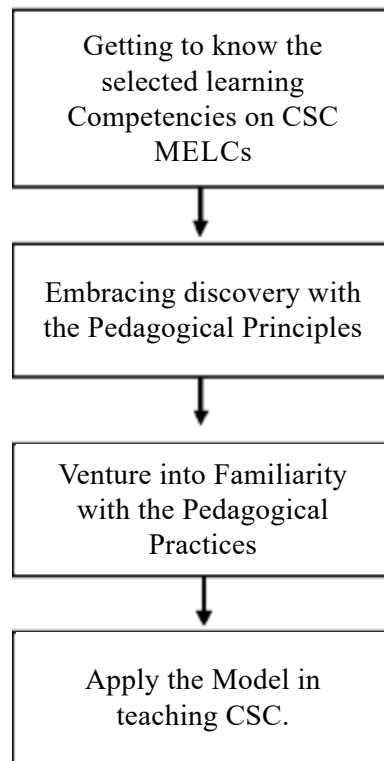 Getting to know the
selected learning
Competencies on CSC
MELCs
Embracing discovery with
the Pedagogical Principles
Venture into Familiarity
with the Pedagogical
Practices
Apply the Model in
teaching CSC.